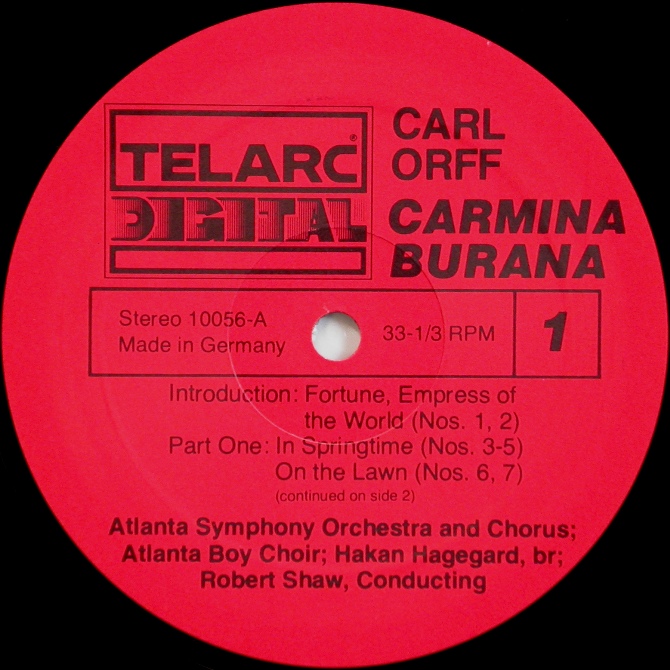 TELARC®
DIGITAL
CARL
ORFF
CARMINA
BURANA
Stereo 10056-A
Made in Germany
33-1/3 RPM
1
Introduction: Fortune, Empress of
the World (Nos. 1, 2)
Part One: In Springtime (Nos. 3-5)
On the Lawn (Nos. 6, 7)
(continued on side 2)
Atlanta Symphony Orchestra and Chorus;
Atlanta Boy Choir; Hakan Hagegard, br;
Robert Shaw, Conducting